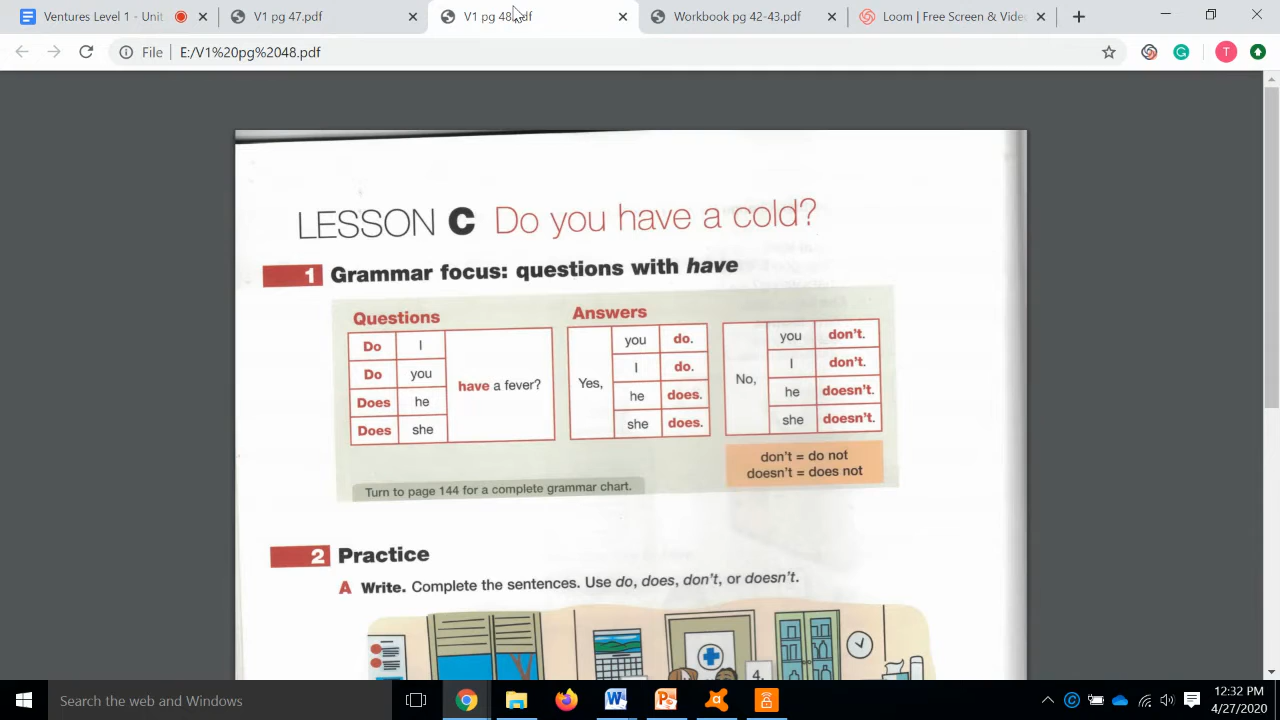 Ventures Level 1 - Unit
V1 pg 47.pdf
V1 pg 48.pdf
Workbook pg 42-43.pdf
Loom | Free Screen & Vide
File | E:/V1%20pg%2048.pdf
T
LESSON C Do you have a cold?
1 Grammar focus: questions with have
Questions
Do I
Do you
Does he
Does she
have a fever?
Answers
Yes,
you do.
I do.
he does.
she does.
No,
you don't.
I don't.
he doesn't.
she doesn't.
don't = do not
doesn't = does not
Turn to page 144 for a complete grammar chart.
2 Practice
A Write. Complete the sentences. Use do, does, don't, or doesn't.
4.
Search the web and Windows
12:32 PM
4/27/2020